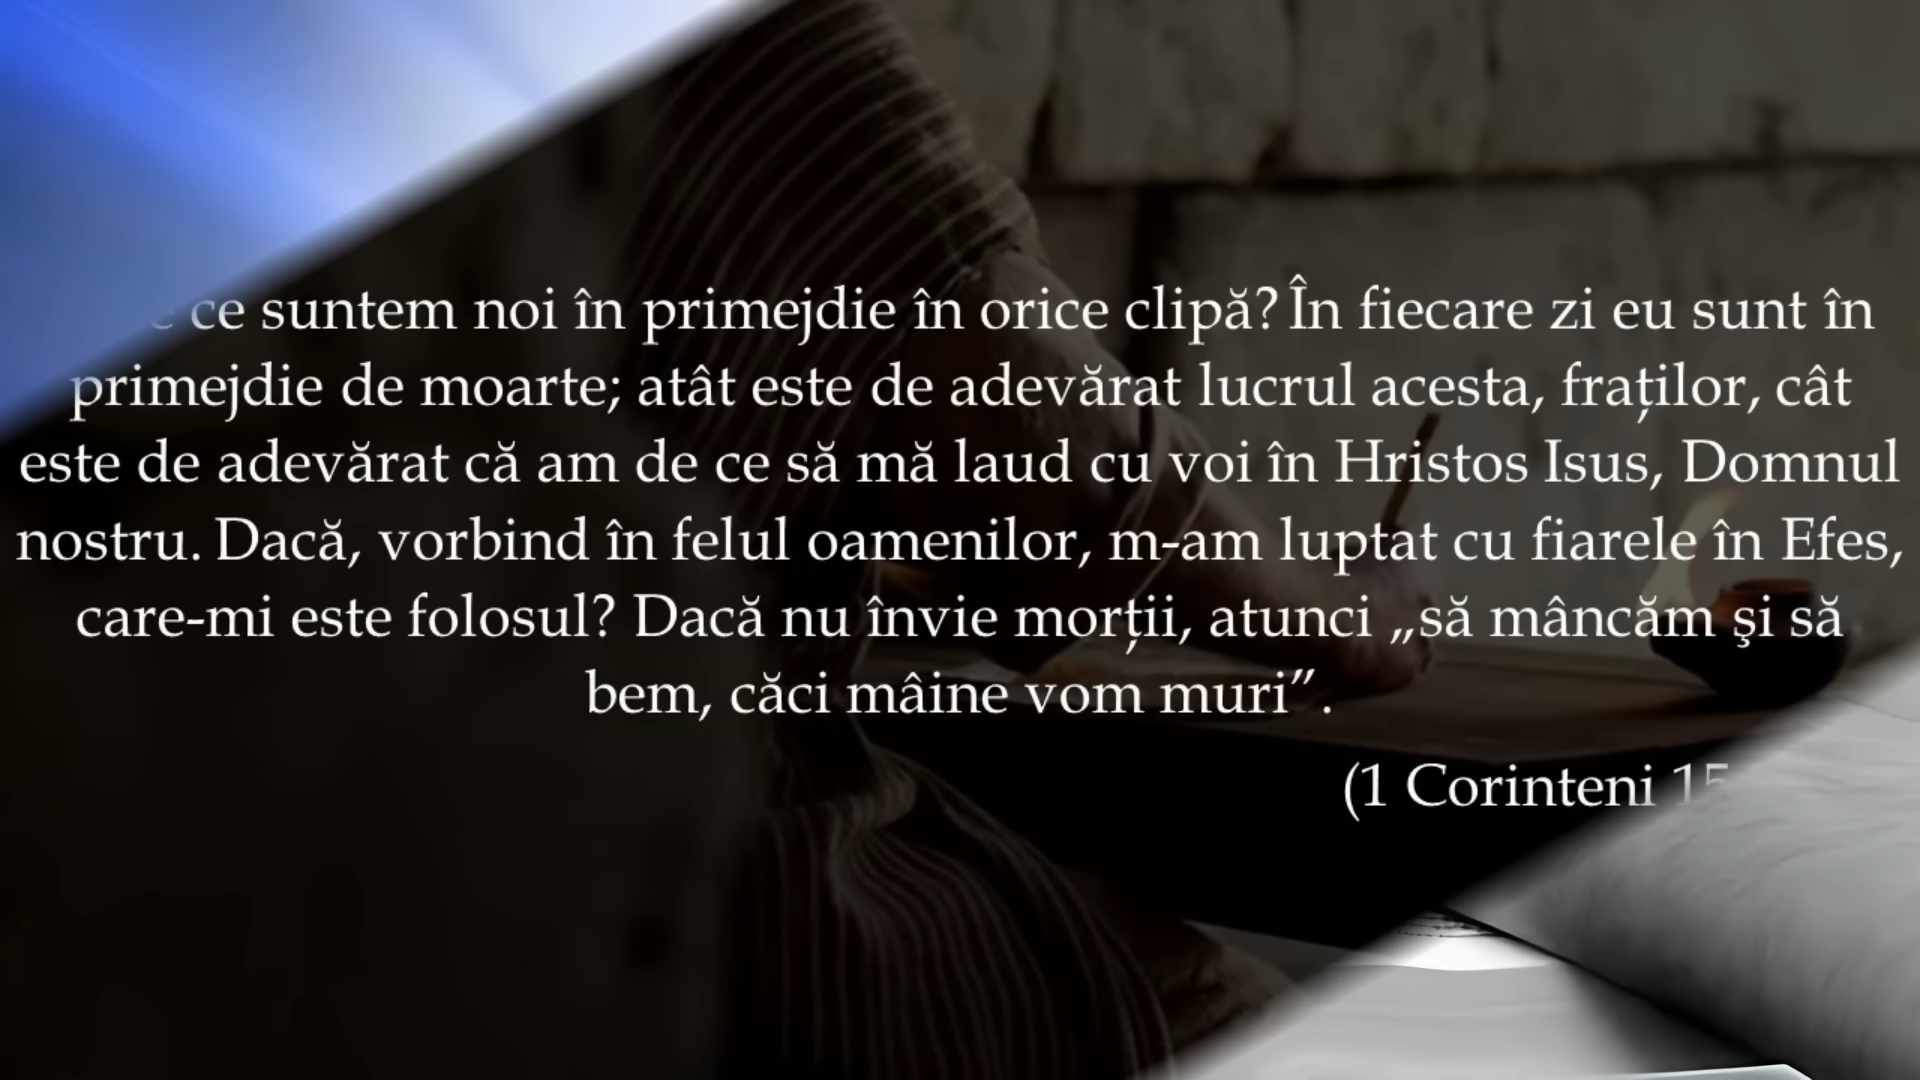 ce suntem noi în primejdie în orice clipă? În fiecare zi eu sunt în
primejdie de moarte; atât este de adevărat lucrul acesta, fraților, cât
este de adevărat că am de ce să mă laud cu voi în Hristos Isus, Domnul
nostru. Dacă, vorbind în felul oamenilor, m-am luptat cu fiarele în Efes,
care-mi este folosul? Dacă nu învie morții, atunci „să mâncăm şi să
bem, căci mâine vom muri”.
(1 Corinteni 15